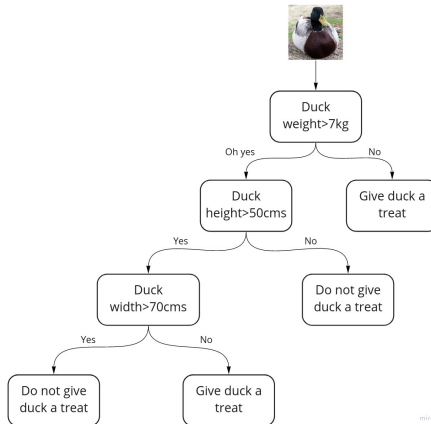 Duck
weight>7kg
Oh yes
No
Duck
height>50cms
Give duck a
treat
Yes
No
Duck
width>70cms
Do not give
duck a treat
Yes
No
Do not give
duck a treat
Give duck a
treat